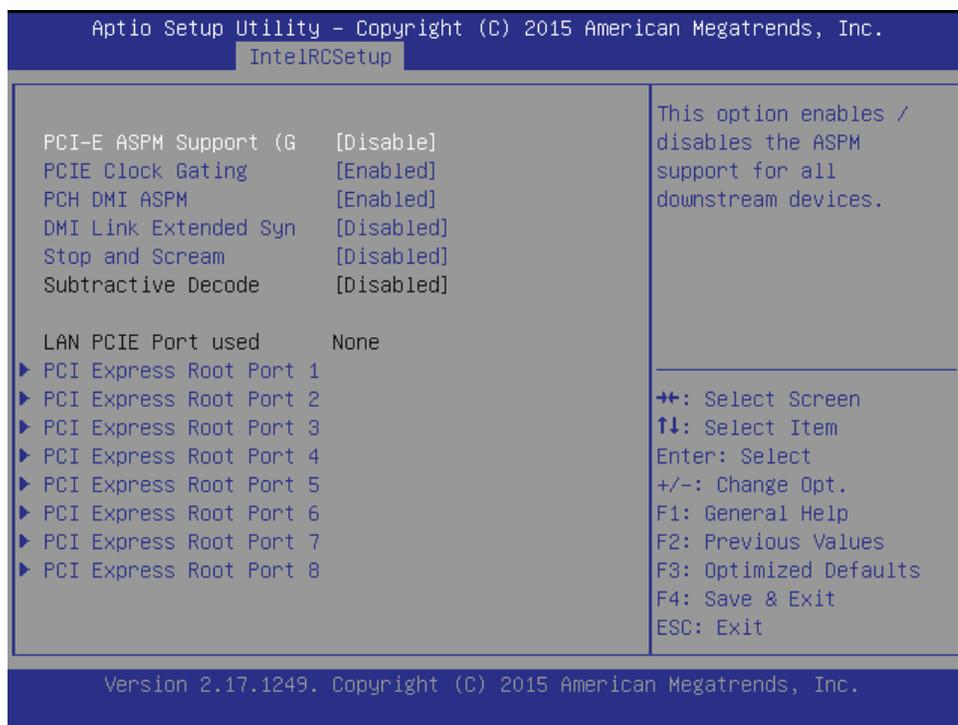 Aptio Setup Utility – Copyright (C) 2015 American Megatrends, Inc.
IntelRCSetup
PCI-E ASPM Support (G [Disable]
PCIE Clock Gating [Enabled]
PCH DMI ASPM [Enabled]
DMI Link Extended Syn [Disabled]
Stop and Scream [Disabled]
Subtractive Decode [Disabled]
LAN PCIE Port used None
▶ PCI Express Root Port 1
▶ PCI Express Root Port 2
▶ PCI Express Root Port 3
▶ PCI Express Root Port 4
▶ PCI Express Root Port 5
▶ PCI Express Root Port 6
▶ PCI Express Root Port 7
▶ PCI Express Root Port 8
This option enables /
disables the ASPM
support for all
downstream devices.
→←: Select Screen
↑↓: Select Item
Enter: Select
+/-: Change Opt.
F1: General Help
F2: Previous Values
F3: Optimized Defaults
F4: Save & Exit
ESC: Exit
Version 2.17.1249. Copyright (C) 2015 American Megatrends, Inc.